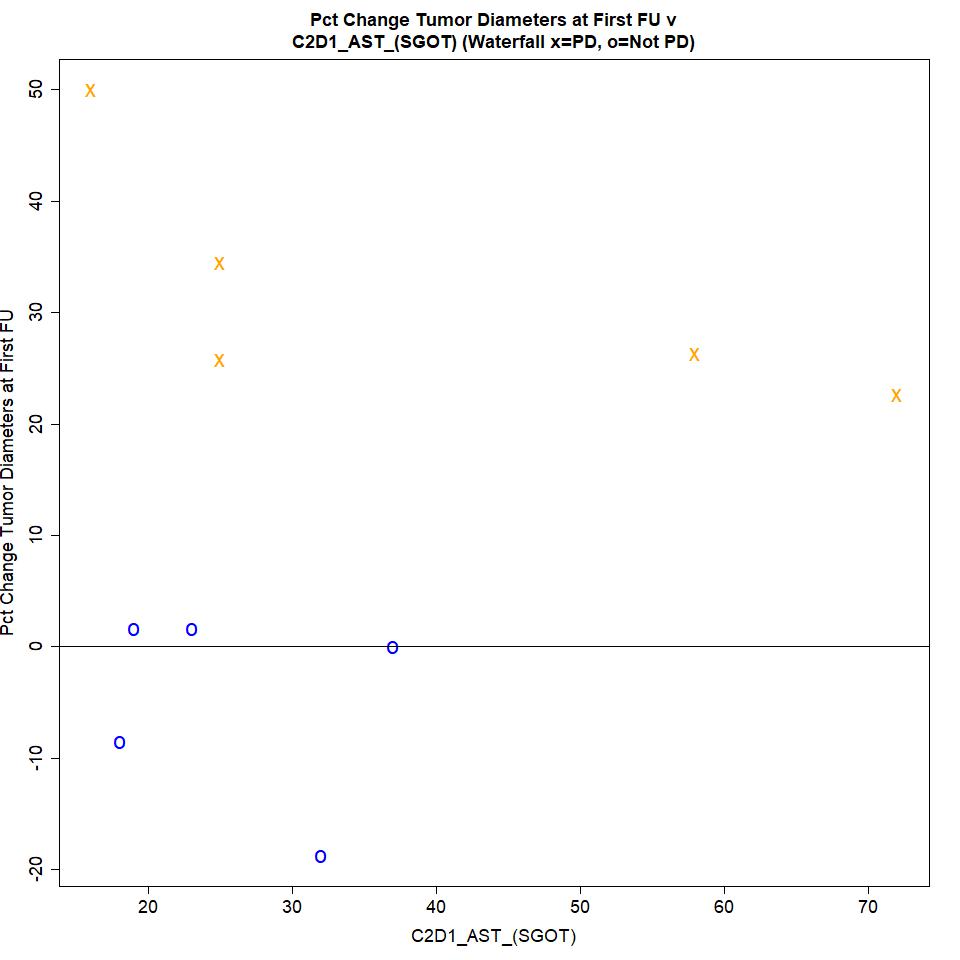 Pct Change Tumor Diameters at First FU v
C2D1_AST_(SGOT) (Waterfall x=PD, o=Not PD)
Pct Change Tumor Diameters at First FU
50
40
30
20
10
0
-10
-20
X
X
X
X
X
O
O
O
O
O
20 30 40 50 60 70
C2D1_AST_(SGOT)